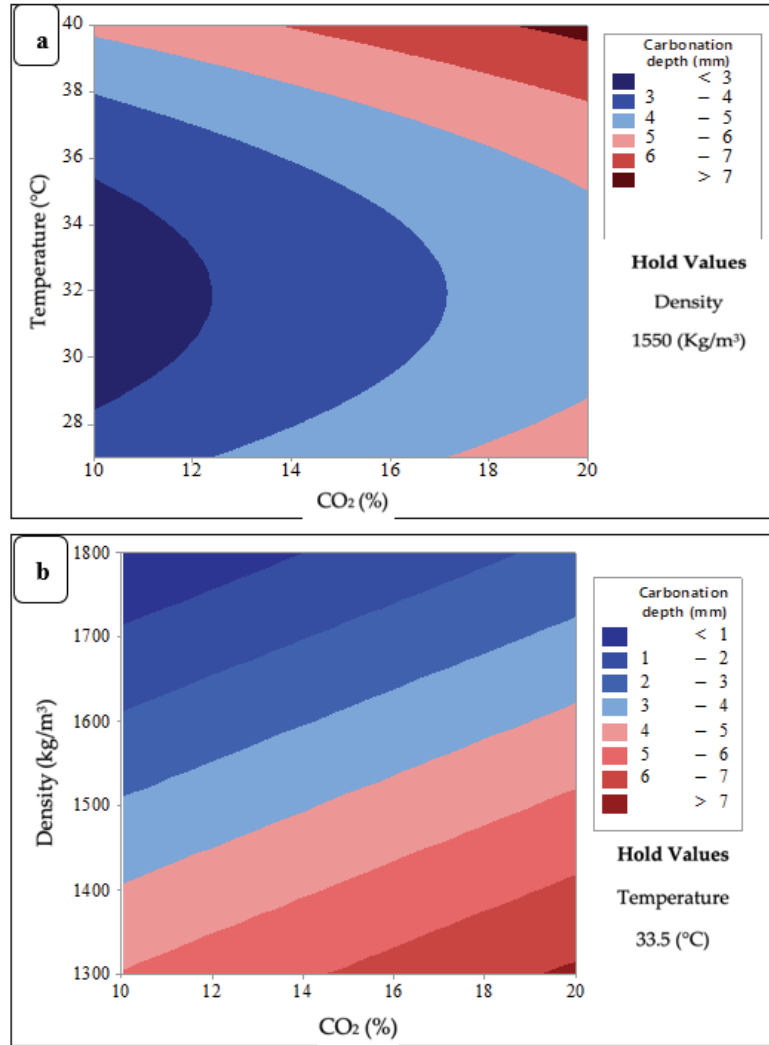 a
40
38
36
34
32
30
28
Temperature (°C)
10 12 14 16 18 20
CO₂ (%)
Carbonation
depth (mm)
< 3
3 – 4
4 – 5
5 – 6
6 – 7
> 7
Hold Values
Density
1550 (Kg/m³)
b
1800
1700
1600
1500
1400
1300
Density (kg/m³)
10 12 14 16 18 20
CO₂ (%)
Carbonation
depth (mm)
< 1
1 – 2
2 – 3
3 – 4
4 – 5
5 – 6
6 – 7
> 7
Hold Values
Temperature
33.5 (°C)